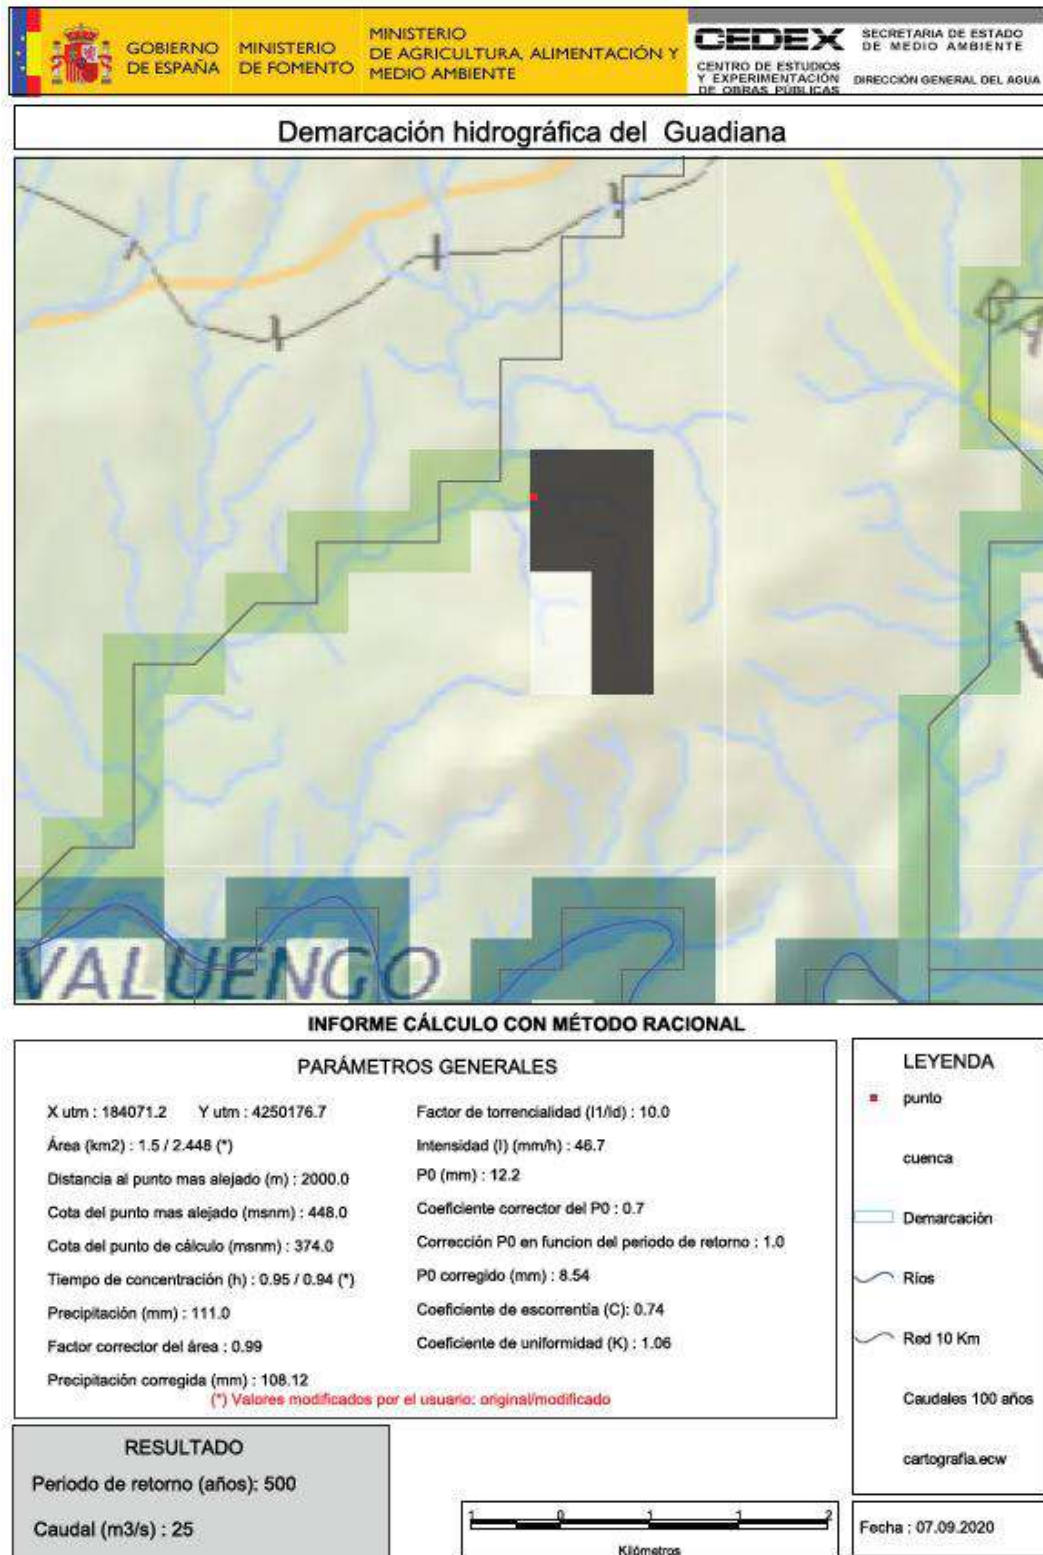 GOBIERNO
DE ESPAÑA
MINISTERIO
DE FOMENTO
MINISTERIO
DE AGRICULTURA, ALIMENTACIÓN Y
MEDIO AMBIENTE
CEDEX
CENTRO DE ESTUDIOS
Y EXPERIMENTACIÓN
DE OBRAS PÚBLICAS
SECRETARIA DE ESTADO
DE MEDIO AMBIENTE
DIRECCIÓN GENERAL DEL AGUA
Demarcación hidrográfica del Guadiana
BA
VALUENGO
INFORME CÁLCULO CON MÉTODO RACIONAL
PARÁMETROS GENERALES
X utm : 184071.2 Y utm : 4250176.7
Área (km2) : 1.5 / 2.448 (*)
Distancia al punto mas alejado (m) : 2000.0
Cota del punto mas alejado (msnm) : 448.0
Cota del punto de cálculo (msnm) : 374.0
Tiempo de concentración (h) : 0.95 / 0.94 (*)
Precipitación (mm) : 111.0
Factor corrector del área : 0.99
Precipitación corregida (mm) : 108.12
Factor de torrencialidad (I1/Id) : 10.0
Intensidad (I) (mm/h) : 46.7
P0 (mm) : 12.2
Coeficiente corrector del P0 : 0.7
Corrección P0 en funcion del periodo de retorno : 1.0
P0 corregido (mm) : 8.54
Coeficiente de escorrentía (C): 0.74
Coeficiente de uniformidad (K) : 1.06
(*) Valores modificados por el usuario: original/modificado
LEYENDA
punto
cuenca
Demarcación
Ríos
Red 10 Km
Caudales 100 años
cartografia.ecw
RESULTADO
Periodo de retorno (años): 500
Caudal (m3/s) : 25
1 0 1 1 2
Kilómetros
Fecha : 07.09.2020